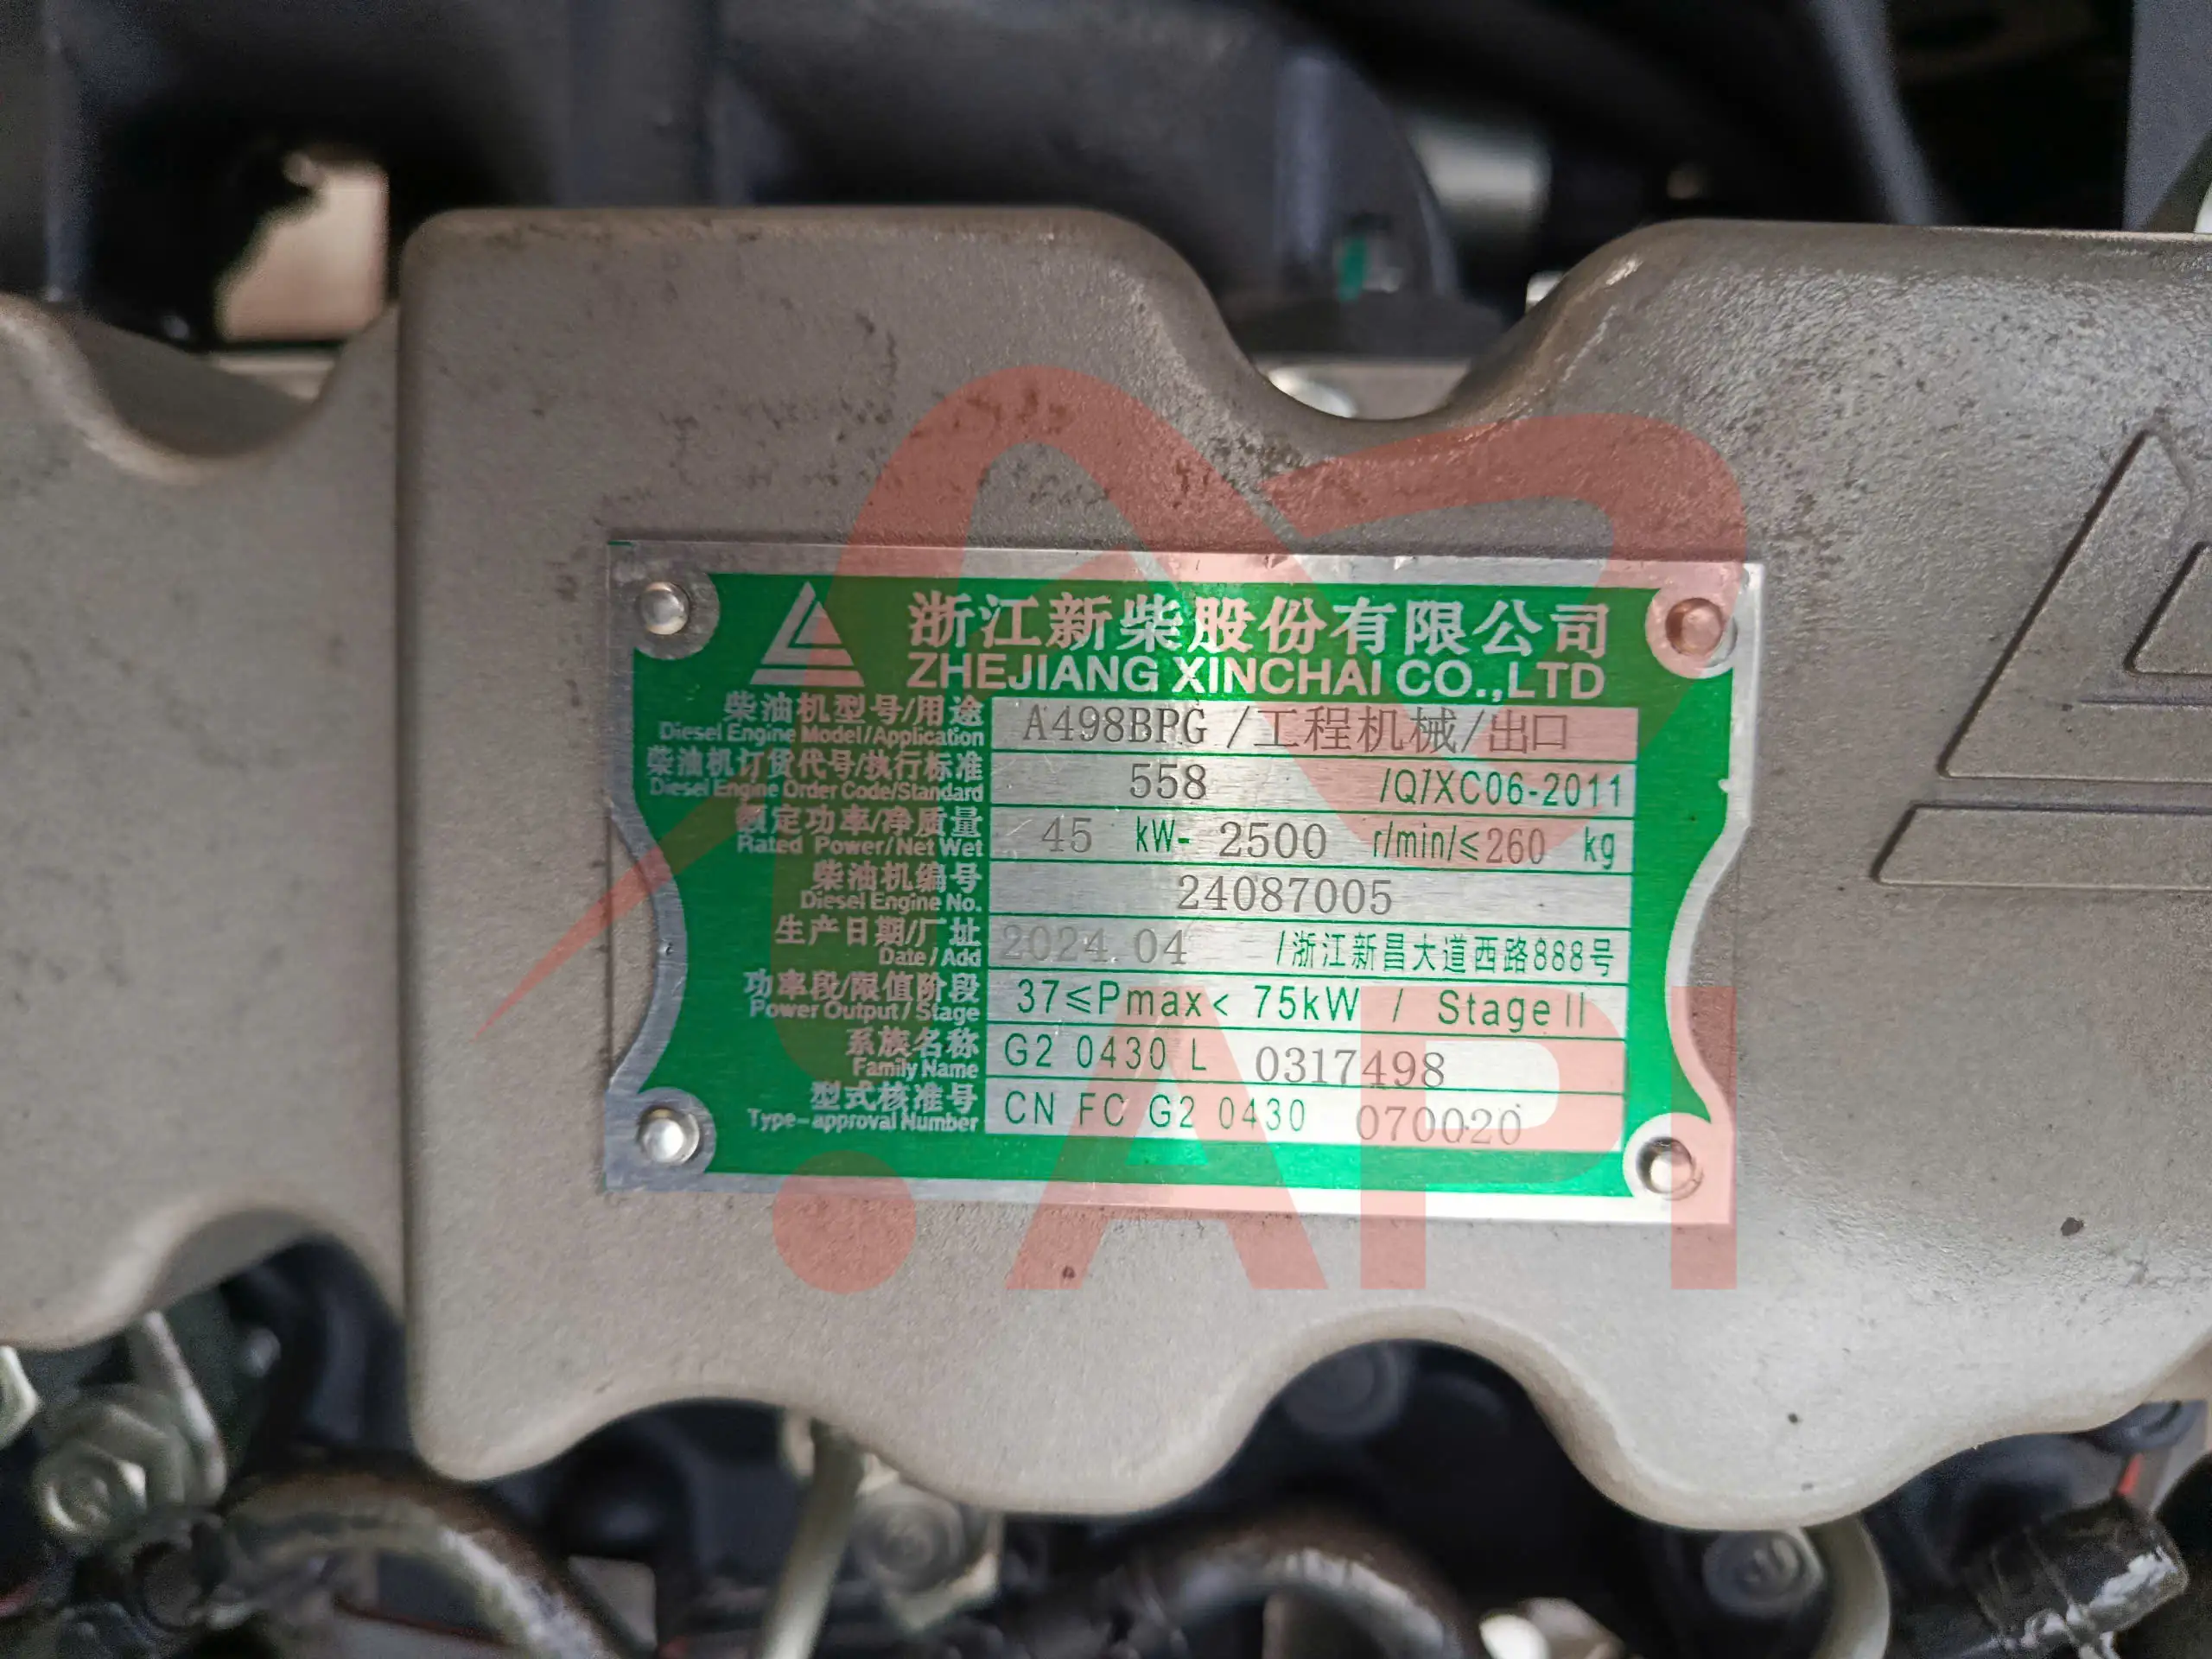 浙江新柴股份有限公司
ZHEJIANG XINCHAI CO.,LTD
柴油机型号/用途 A498BPG /工程机械/出口
Diesel Engine Model/Application
柴油机订货代号/执行标准 558 /Q/XC06-2011
Diesel Engine Order Code/Standard
额定功率/净质量 45 kW- 2500 r/min/≤260 kg
Rated Power/Net Wet
柴油机编号 24087005
Diesel Engine No.
生产日期/厂址 2024.04 /浙江新昌大道西路888号
Date/Add
功率段/限值阶段 37≤Pmax< 75kW / Stage II
Power Output/Stage
系族名称 G2 0430 L 0317498
Family Name
型式核准号 CN FC G2 0430 070020
Type-approval Number
.API